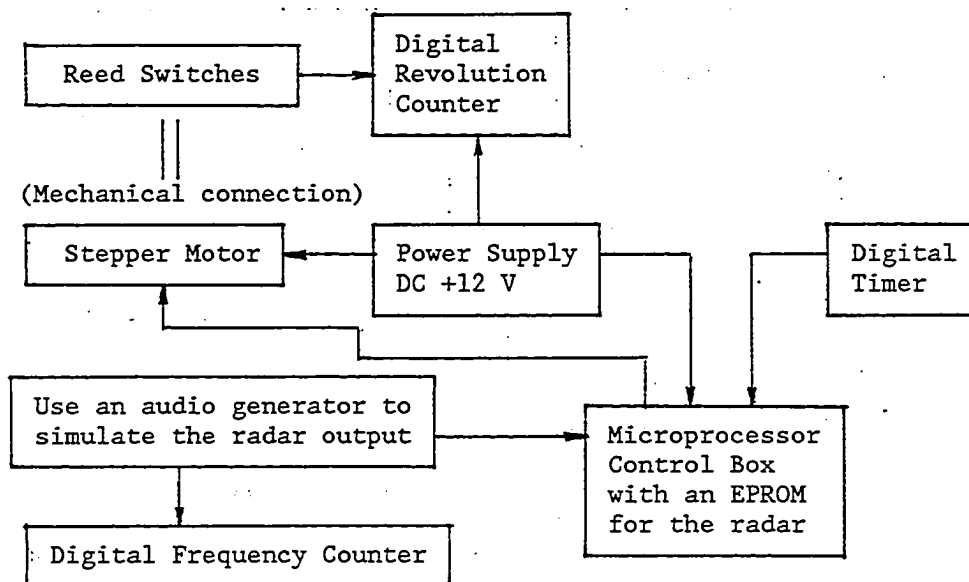 Reed Switches
Digital
Revolution
Counter
(Mechanical connection)
Stepper Motor
Power Supply
DC +12 V
Digital
Timer
Use an audio generator to
simulate the radar output
Microprocessor
Control Box
with an EPROM
for the radar
Digital Frequency Counter